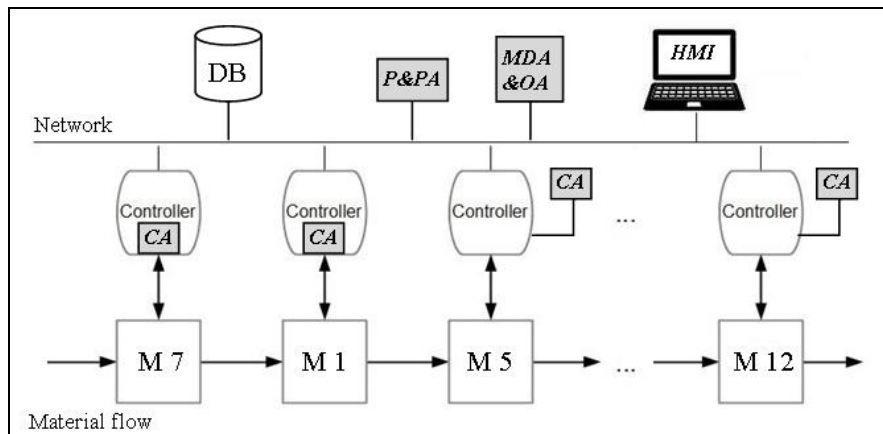 DB
P&PA
MDA
&OA
HMI
Network
Controller
CA
Controller
CA
Controller
CA
...
Controller
CA
M 7
M 1
M 5
...
M 12
Material flow